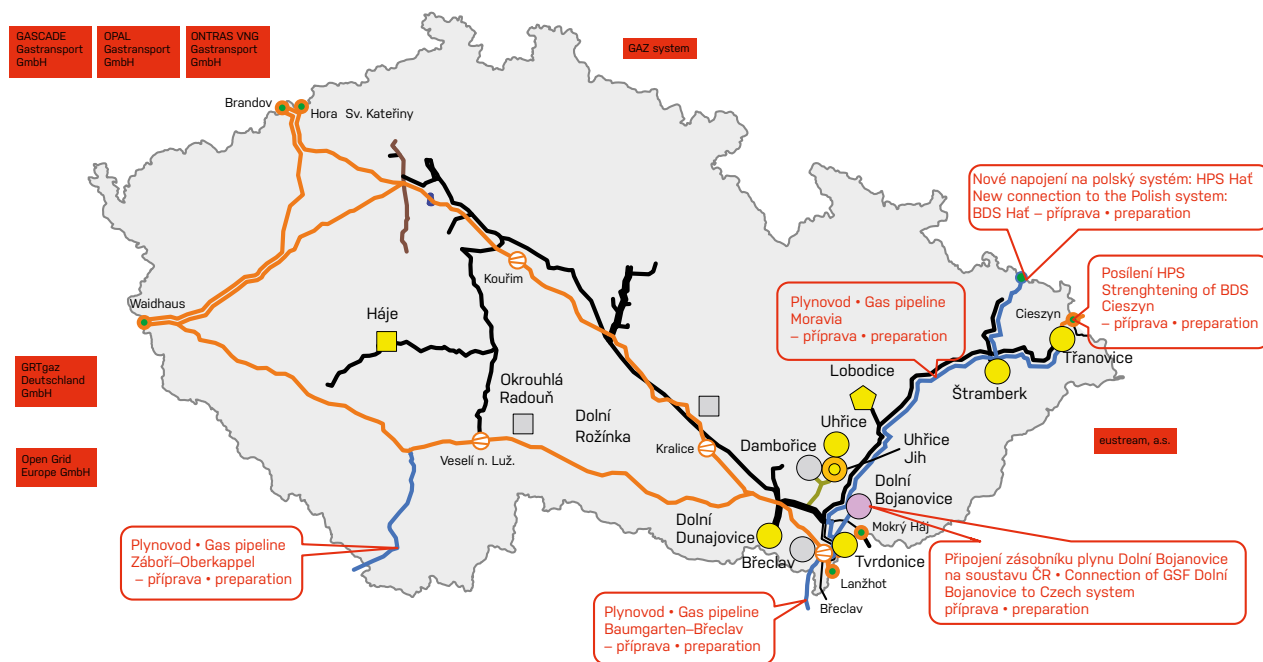 GASCADE
Gastransport
GmbH
OPAL
Gastransport
GmbH
ONTRAS VNG
Gastransport
GmbH
GAZ system
Brandov
Hora Sv. Kateřiny
Nové napojení na polský systém: HPS Hať
New connection to the Polish system:
BDS Hať – příprava • preparation
Kouřim
Waidhaus
Háje
Plynovod • Gas pipeline
Moravia
– příprava • preparation
Cieszyn
Posílení HPS
Strenghtening of BDS
Cieszyn
– příprava • preparation
Třanovice
GRTgaz
Deutschland
GmbH
Okrouhlá
Radouň
Dolní
Rožínka
Lobodice
Štramberk
Uhřice
Dambořice
Uhřice
Jih
Kralice
Veselí n. Luž.
eustream, a.s.
Open Grid
Europe GmbH
Dolní
Bojanovice
Mokrý Háj
Dolní
Dunajovice
Břeclav
Tvrdonice
Lanžhot
Břeclav
Plynovod • Gas pipeline
Záboří–Oberkappel
– příprava • preparation
Připojení zásobníku plynu Dolní Bojanovice
na soustavu ČR • Connection of GSF Dolní
Bojanovice to Czech system
příprava • preparation
Plynovod • Gas pipeline
Baumgarten–Břeclav
– příprava • preparation